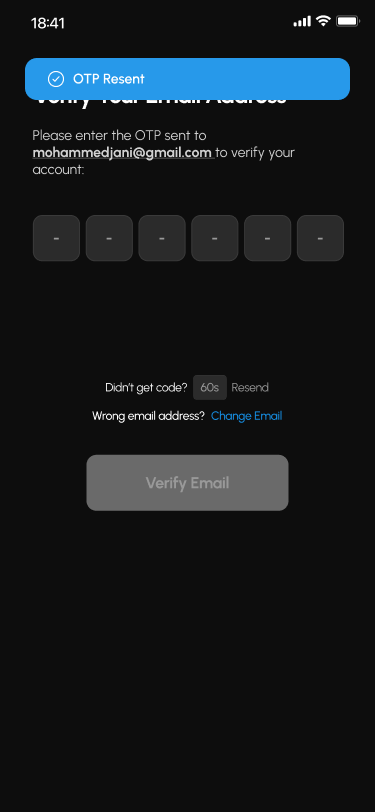 18:41
OTP Resent
Verify Your Email Address
Please enter the OTP sent to
mohammedjani@gmail.com to verify your
account:
- - - - - -
Didn't get code? 60s Resend
Wrong email address? Change Email
Verify Email